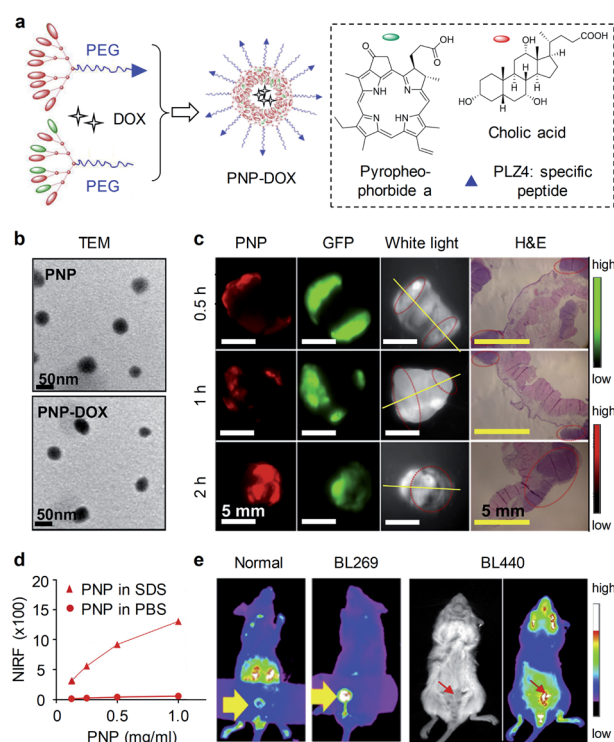 a
PEG
DOX
PEG
PNP-DOX
COOH
Pyropheo-
phorbide a
Cholic acid
PLZ4: specific
peptide
b
TEM
PNP
50nm
PNP-DOX
50nm
c
PNP GFP White light H&E
0.5 h
1 h
2 h
5 mm
5 mm
high
low
high
low
d
PNP in SDS
PNP in PBS
NIRF (x100)
20
15
10
5
0
0.0 0.5 1.0
PNP (mg/ml)
e
Normal BL269 BL440
high
low